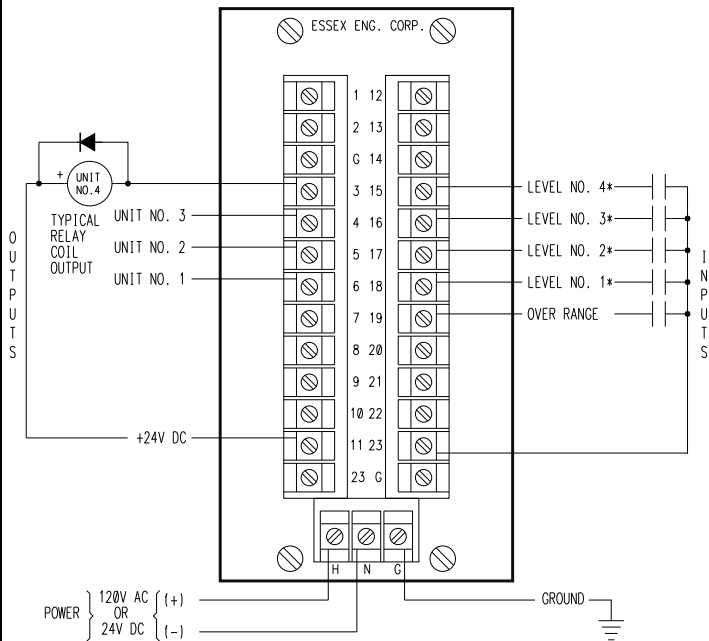 ESSEX ENG. CORP.
1 12
2 13
G 14
3 15
4 16
5 17
6 18
7 19
8 20
9 21
10 22
11 23
23 G
H N G
+
UNIT
NO.4
TYPICAL
RELAY
COIL
OUTPUT
UNIT NO. 3
UNIT NO. 2
UNIT NO. 1
OUTPUTS
+24V DC
LEVEL NO. 4*
LEVEL NO. 3*
LEVEL NO. 2*
LEVEL NO. 1*
OVER RANGE
INPUTS
POWER
120V AC (+)
OR
24V DC (-)
GROUND